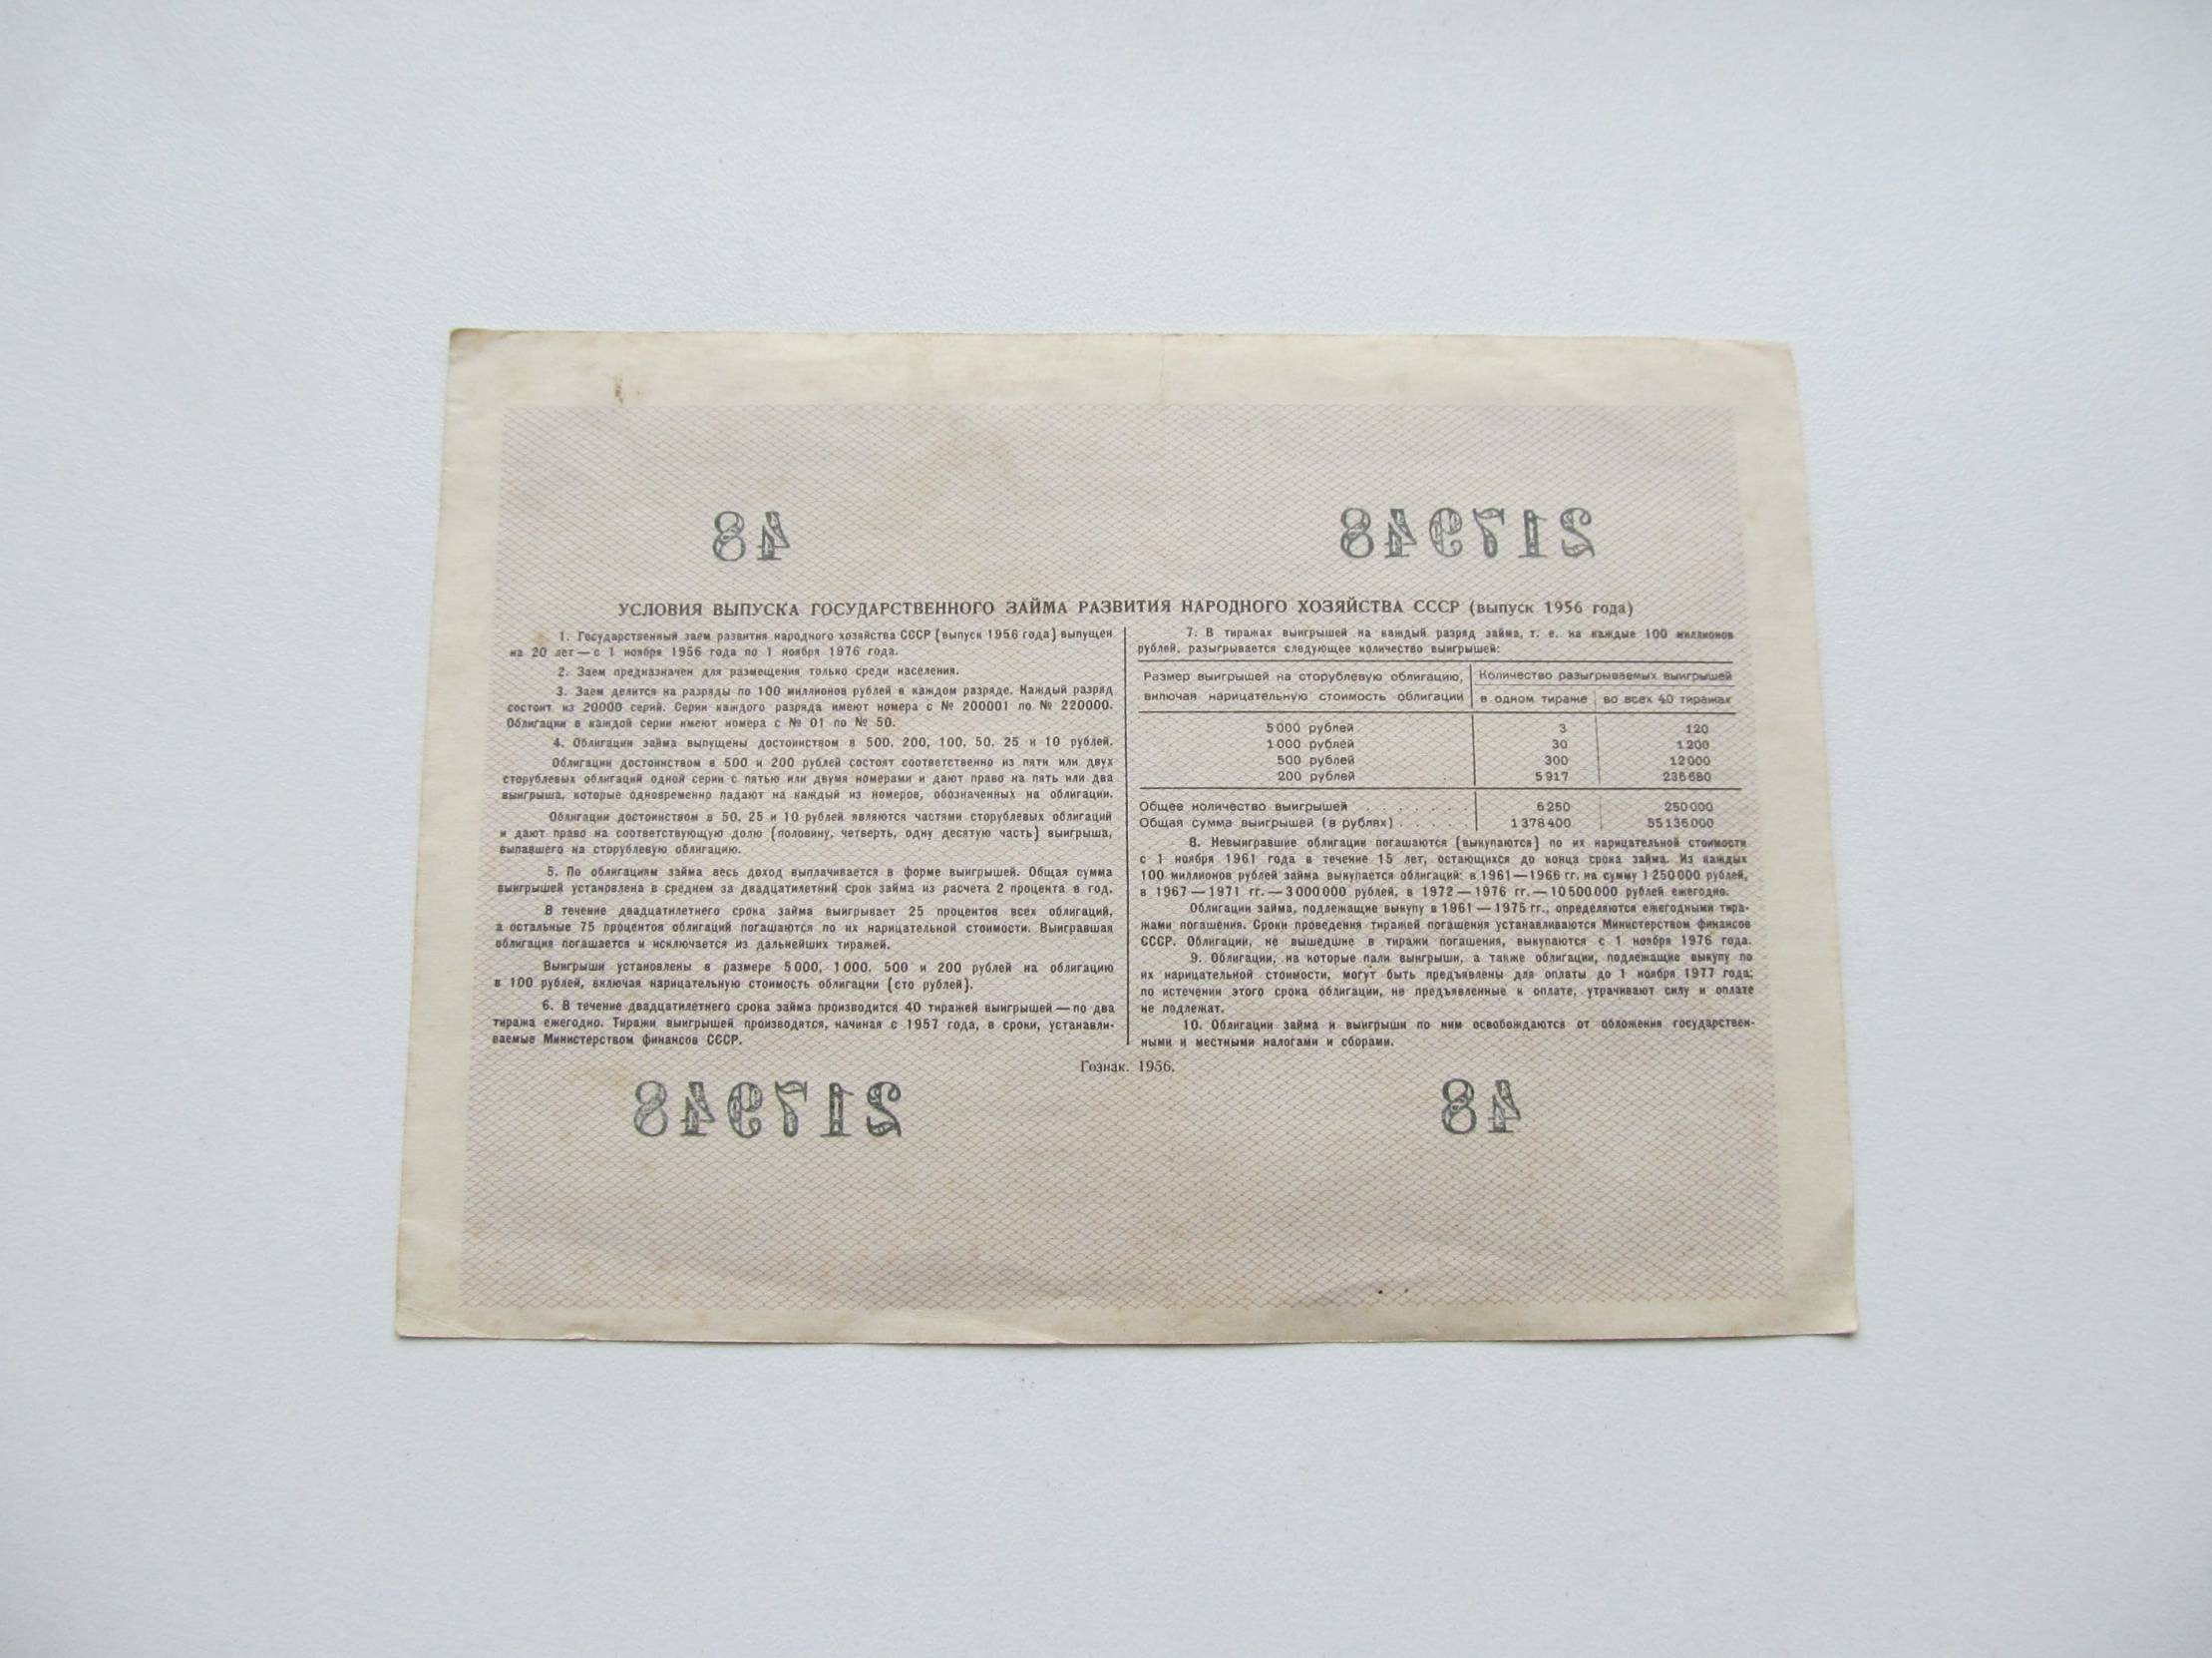 48 217948
УСЛОВИЯ ВЫПУСКА ГОСУДАРСТВЕННОГО ЗАЙМА РАЗВИТИЯ НАРОДНОГО ХОЗЯЙСТВА СССР (выпуск 1956 года)
1. Государственный заем развития народного хозяйства СССР (выпуск 1956 года) выпущен
на 20 лет—с 1 ноября 1956 года по 1 ноября 1976 года.
2. Заем предназначен для размещения только среди населения.
3. Заем делится на разряды по 100 миллионов рублей в каждом разряде. Каждый разряд
состоит из 20000 серий. Серии каждого разряда имеют номера с № 200001 по № 220000.
Облигации в каждой серии имеют номера с № 01 по № 50.
4. Облигации займа выпущены достоинством в 500, 200, 100, 50, 25 и 10 рублей.
Облигации достоинством в 500 и 200 рублей состоят соответственно из пяти или двух
сторублевых облигаций одной серии с пятью или двумя номерами и дают право на пять или два
выигрыша, которые одновременно падают на каждый из номеров, обозначенных на облигации.
Облигации достоинством в 50, 25 и 10 рублей являются частями сторублевых облигаций
и дают право на соответствующую долю (половину, четверть, одну десятую часть) выигрыша,
выпавшего на сторублевую облигацию.
5. По облигациям займа весь доход выплачивается в форме выигрышей. Общая сумма
выигрышей установлена в среднем за двадцатилетний срок займа из расчета 2 процента в год.
В течение двадцатилетнего срока займа выигрывает 25 процентов всех облигаций,
а остальные 75 процентов облигаций погашаются по их нарицательной стоимости. Выигравшая
облигация погашается и исключается из дальнейших тиражей.
Выигрыши установлены в размере 5000, 1000, 500 и 200 рублей на облигацию
в 100 рублей, включая нарицательную стоимость облигации (сто рублей).
6. В течение двадцатилетнего срока займа производится 40 тиражей выигрышей—по два
тиража ежегодно. Тиражи выигрышей производятся, начиная с 1957 года, в сроки, устанавли-
ваемые Министерством финансов СССР.
7. В тиражах выигрышей на каждый разряд займа, т. е. на каждые 100 миллионов
рублей, разыгрывается следующее количество выигрышей:
Размер выигрышей на сторублевую облигацию, Количество разыгрываемых выигрышей
включая нарицательную стоимость облигации в одном тираже во всех 40 тиражах
5000 рублей 3 120
1000 рублей 30 1200
500 рублей 300 12000
200 рублей 5917 236680
Общее количество выигрышей . . . . . . . 6250 250000
Общая сумма выигрышей (в рублях) . . . . 1378400 55136000
8. Невыигравшие облигации погашаются (выкупаются) по их нарицательной стоимости
с 1 ноября 1961 года в течение 15 лет, остающихся до конца срока займа. Из каждых
100 миллионов рублей займа выкупается облигаций: в 1961—1966 гг. на сумму 1250000 рублей,
в 1967—1971 гг.—3000000 рублей, в 1972—1976 гг.—10500000 рублей ежегодно.
Облигации займа, подлежащие выкупу в 1961—1975 гг., определяются ежегодными тира-
жами погашения. Сроки проведения тиражей погашения устанавливаются Министерством финансов
СССР. Облигации, не вышедшие в тиражи погашения, выкупаются с 1 ноября 1976 года.
9. Облигации, на которые пали выигрыши, а также облигации, подлежащие выкупу по
их нарицательной стоимости, могут быть предъявлены для оплаты до 1 ноября 1977 года;
по истечении этого срока облигации, не предъявленные к оплате, утрачивают силу и оплате
не подлежат.
10. Облигации займа и выигрыши по ним освобождаются от обложения государствен-
ными и местными налогами и сборами.
Гознак. 1956.
217948 48